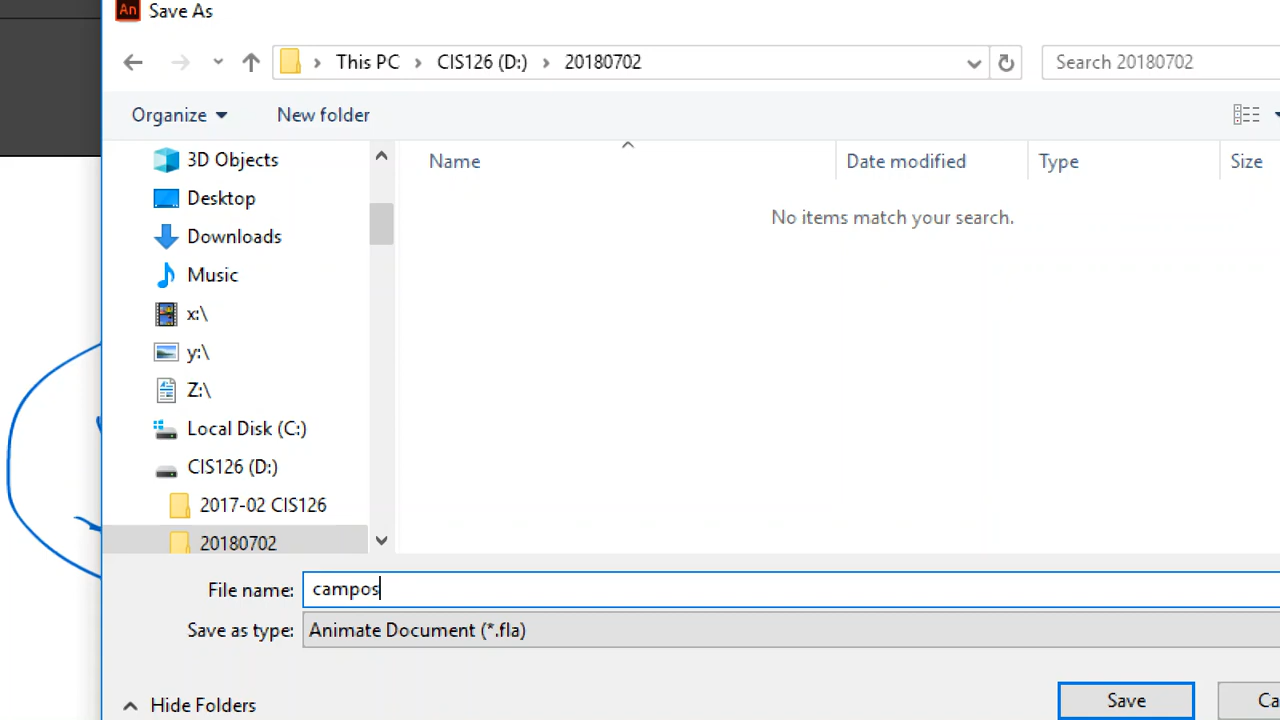 An Save As
This PC > CIS126 (D:) > 20180702
Search 20180702
Organize
New folder
3D Objects
Desktop
Downloads
Music
x:\
y:\
Z:\
Local Disk (C:)
CIS126 (D:)
2017-02 CIS126
20180702
Name
Date modified
Type
Size
No items match your search.
File name: campos
Save as type: Animate Document (*.fla)
Hide Folders
Save
Ca